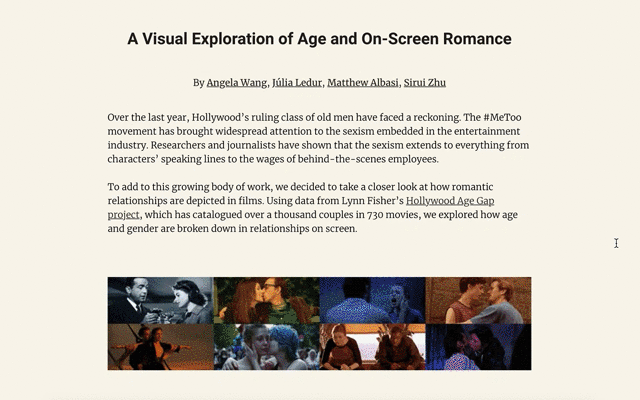 A Visual Exploration of Age and On-Screen Romance
By Angela Wang, Júlia Ledur, Matthew Albasi, Sirui Zhu
Over the last year, Hollywood's ruling class of old men have faced a reckoning. The #MeToo
movement has brought widespread attention to the sexism embedded in the entertainment
industry. Researchers and journalists have shown that the sexism extends to everything from
characters' speaking lines to the wages of behind-the-scenes employees.
To add to this growing body of work, we decided to take a closer look at how romantic
relationships are depicted in films. Using data from Lynn Fisher's Hollywood Age Gap
project, which has catalogued over a thousand couples in 730 movies, we explored how age
and gender are broken down in relationships on screen.